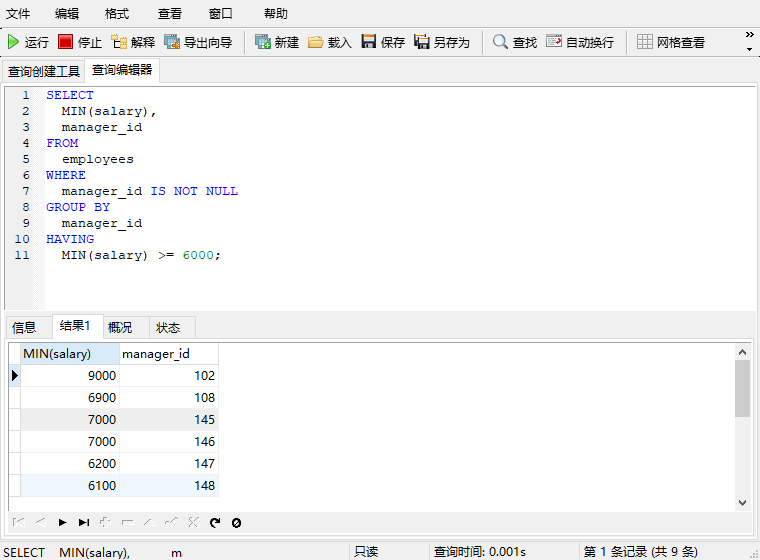 文件 编辑 格式 查看 窗口 帮助
运行 停止 解释 导出向导 新建 载入 保存 另存为 查找 自动换行 网格查看 »
查询创建工具 查询编辑器
1 SELECT
2 MIN(salary),
3 manager_id
4 FROM
5 employees
6 WHERE
7 manager_id IS NOT NULL
8 GROUP BY
9 manager_id
10 HAVING
11 MIN(salary) >= 6000;
信息 结果1 概况 状态
MIN(salary) manager_id
9000 102
6900 108
7000 145
7000 146
6200 147
6100 148
SELECT MIN(salary), m 只读 查询时间: 0.001s 第 1 条记录 (共 9 条)